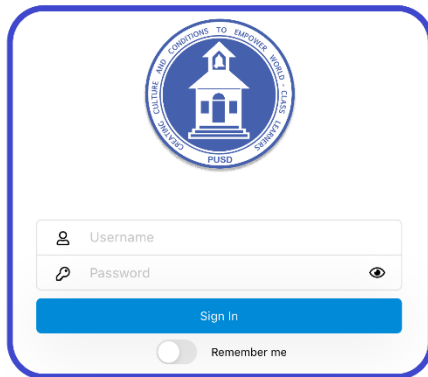 CREATING CULTURE AND CONDITIONS TO EMPOWER WORLD - CLASS LEARNERS
PUSD
Username
Password
Sign In
Remember me